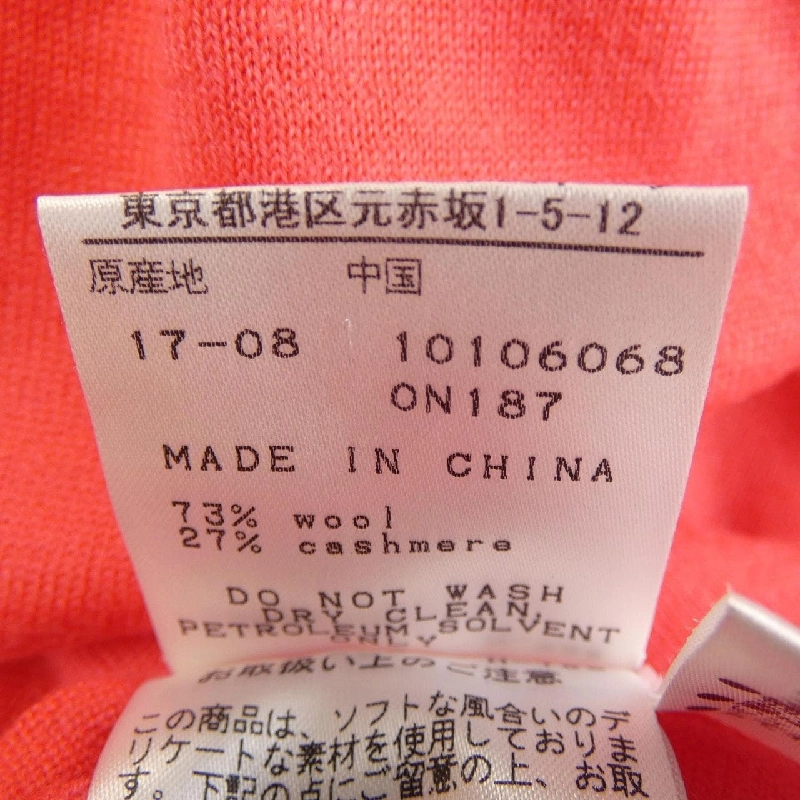 東京都港区元赤坂1-5-12
原産地 中国
17-08 10106068
ON187
MADE IN CHINA
73% wool
27% cashmere
DO NOT WASH
DRY CLEAN,
PETROLEUM SOLVENT
ONLY
お取扱い上のご注意
この商品は、ソフトな風合いのデ
リケートな素材を使用しておりま
す。下記の点にご留意の上、お取